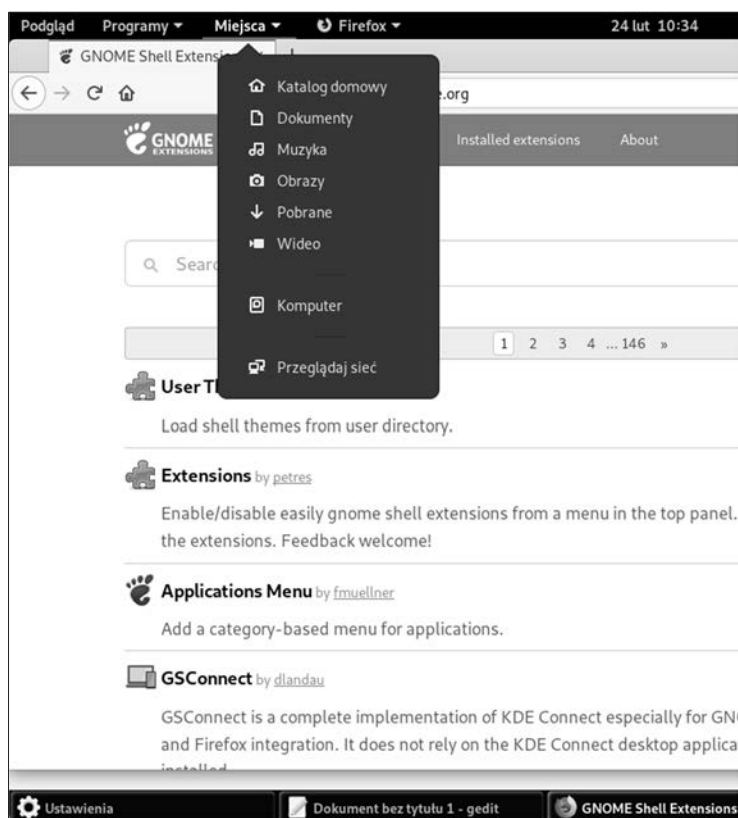 Podgląd Programy Miejsca Firefox 24 lut 10:34
GNOME Shell Extensi
Katalog domowy
.org
Dokumenty
GNOME EXTENSIONS
Installed extensions About
Muzyka
Obrazy
Pobrane
Wideo
Sear
Komputer
1 2 3 4 ... 146 »
Przeglądaj sieć
User T
Load shell themes from user directory.
Extensions by petres
Enable/disable easily gnome shell extensions from a menu in the top panel.
the extensions. Feedback welcome!
Applications Menu by fmuellner
Add a category-based menu for applications.
GSConnect by dlandau
GSConnect is a complete implementation of KDE Connect especially for GN
and Firefox integration. It does not rely on the KDE Connect desktop applica
installed
Ustawienia Dokument bez tytułu 1 - gedit GNOME Shell Extensions